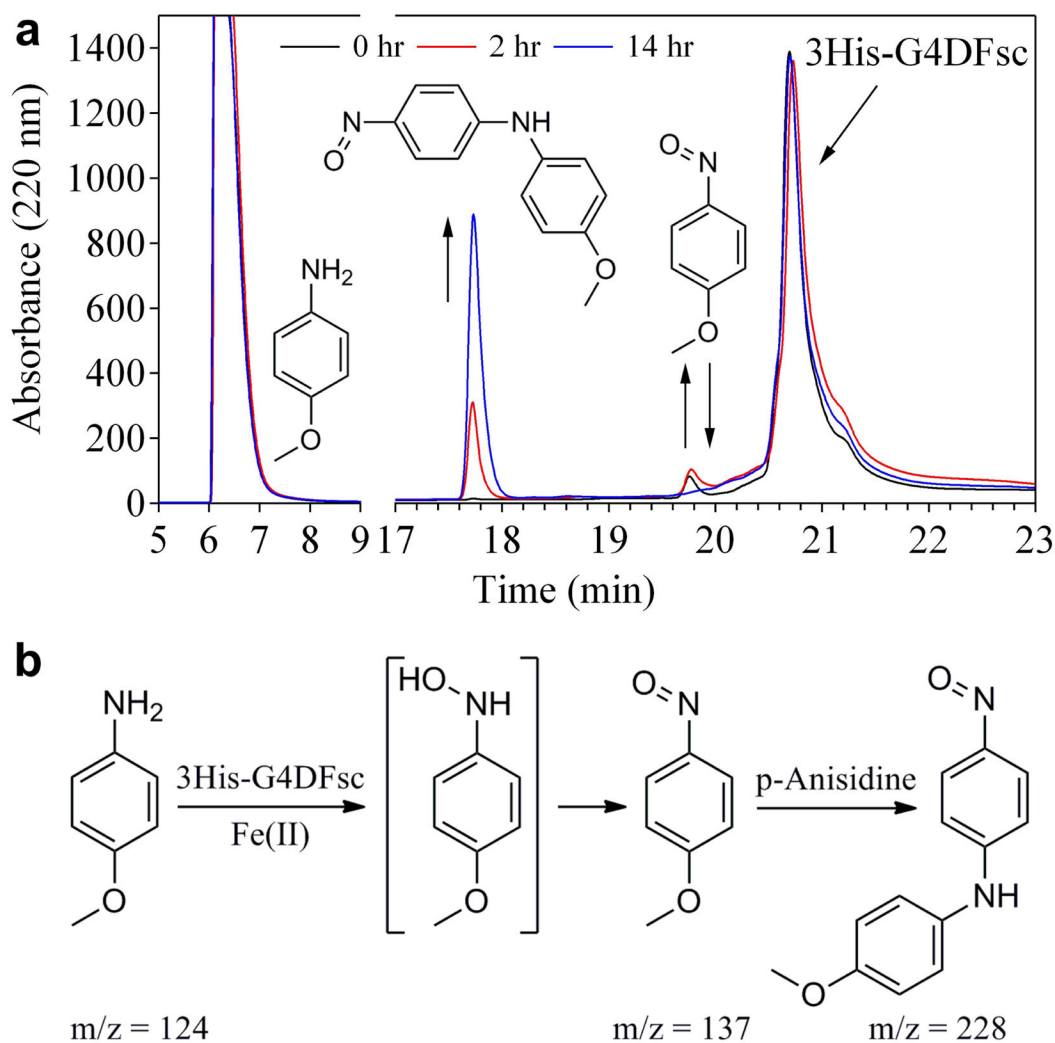 a
0 hr 2 hr 14 hr
3His-G4DFsc
Absorbance (220 nm)
1400
1200
1000
800
600
400
200
0
N
O
NH
O
O
N
O
NH2
O
5 6 7 8 9 17 18 19 20 21 22 23
Time (min)
b
NH2
O
3His-G4DFsc
Fe(II)
HO
NH
O
O
N
O
p-Anisidine
O
N
NH
O
m/z = 124
m/z = 137
m/z = 228